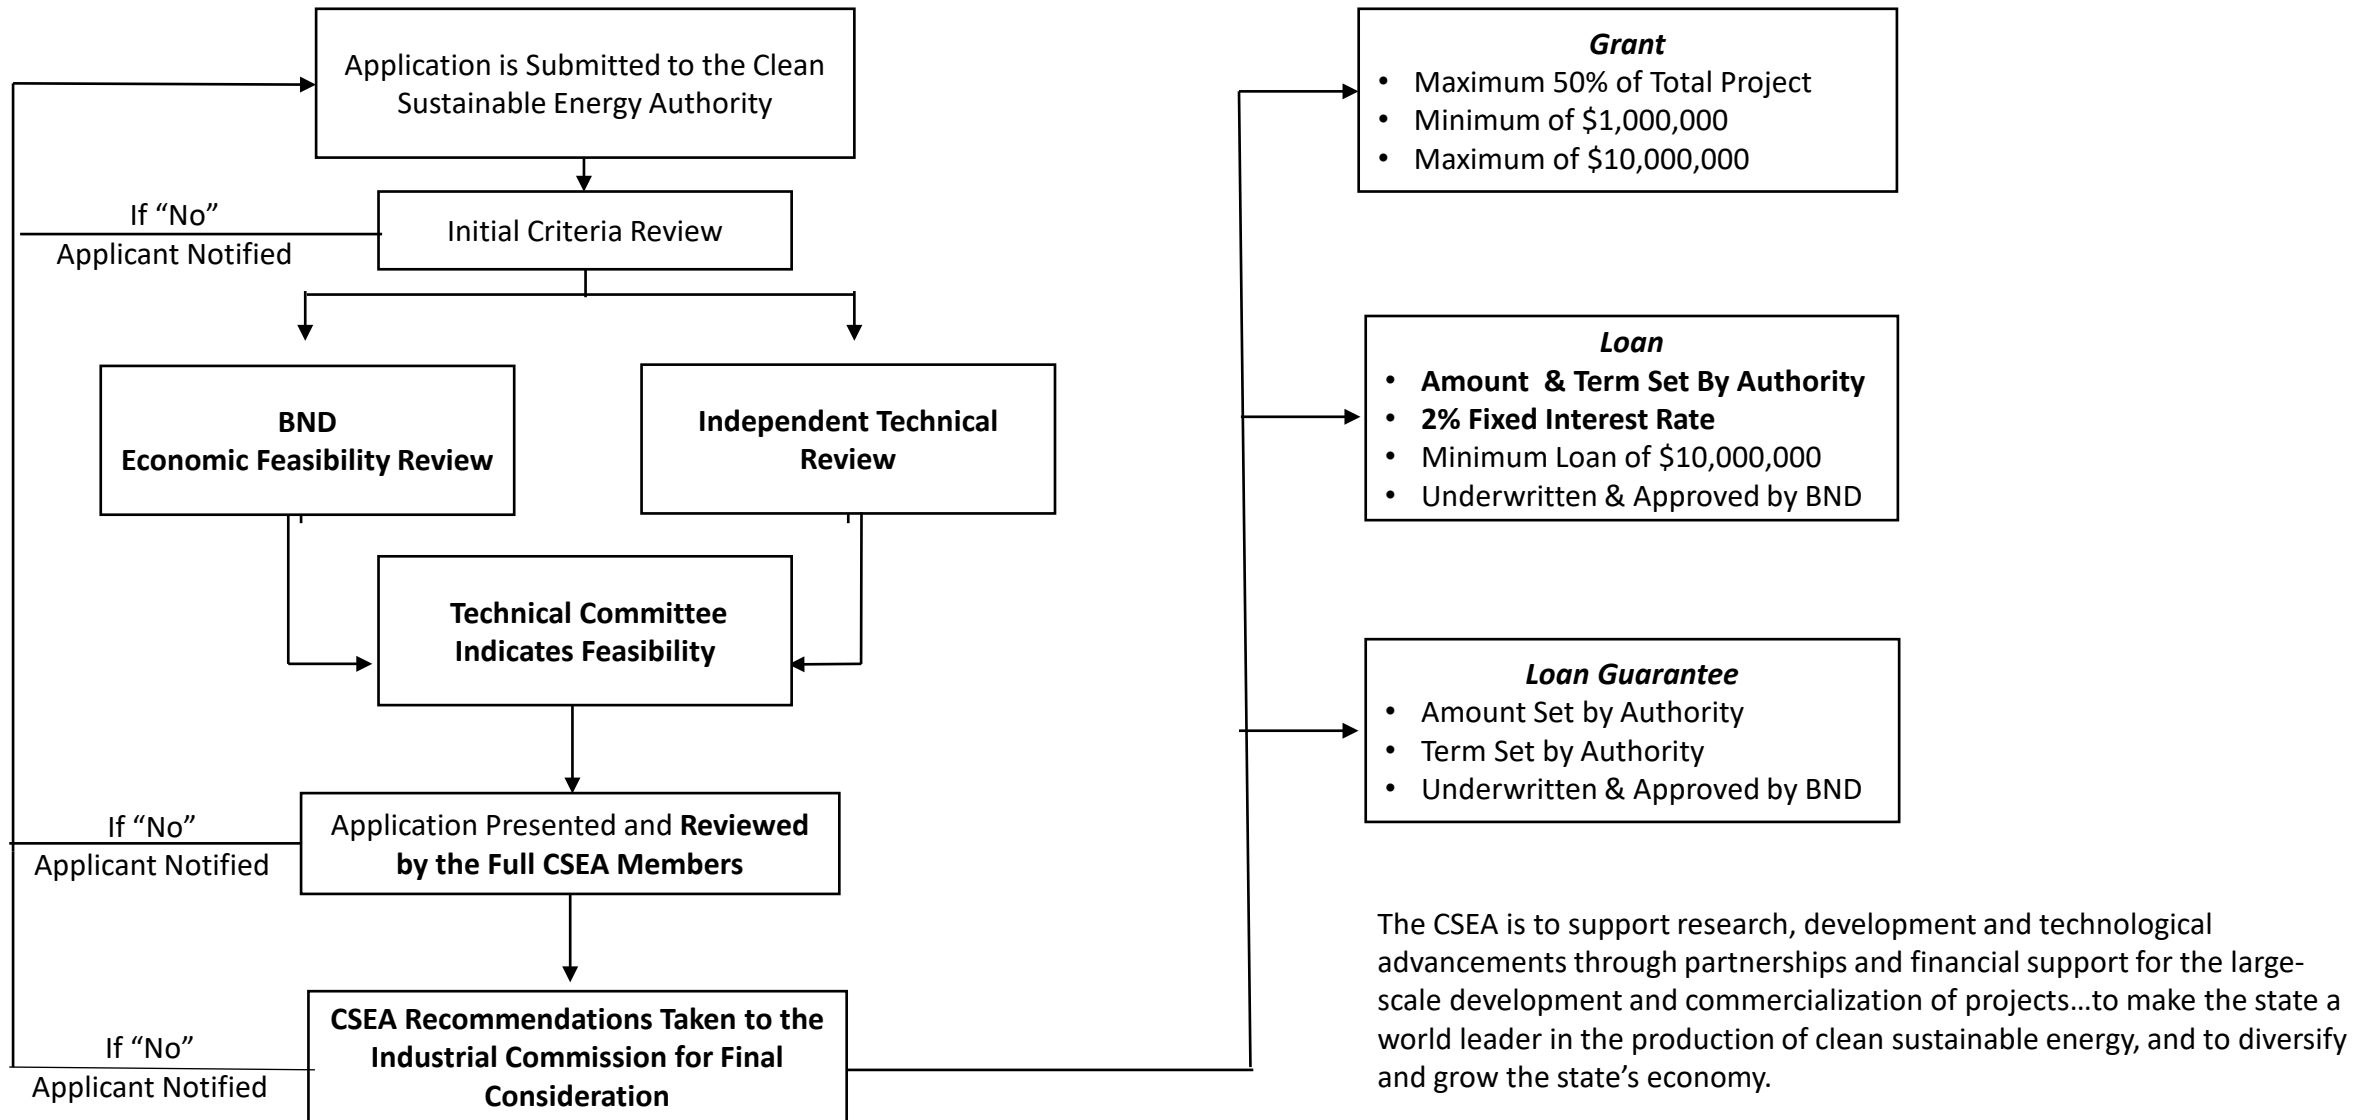 Application is Submitted to the Clean
Sustainable Energy Authority
If “No”
Applicant Notified
Initial Criteria Review
BND
Economic Feasibility Review
Independent Technical
Review
Technical Committee
Indicates Feasibility
If “No”
Applicant Notified
Application Presented and Reviewed
by the Full CSEA Members
If “No”
Applicant Notified
CSEA Recommendations Taken to the
Industrial Commission for Final
Consideration
Grant
• Maximum 50% of Total Project
• Minimum of $1,000,000
• Maximum of $10,000,000
Loan
• Amount & Term Set By Authority
• 2% Fixed Interest Rate
• Minimum Loan of $10,000,000
• Underwritten & Approved by BND
Loan Guarantee
• Amount Set by Authority
• Term Set by Authority
• Underwritten & Approved by BND
The CSEA is to support research, development and technological
advancements through partnerships and financial support for the large-
scale development and commercialization of projects…to make the state a
world leader in the production of clean sustainable energy, and to diversify
and grow the state’s economy.